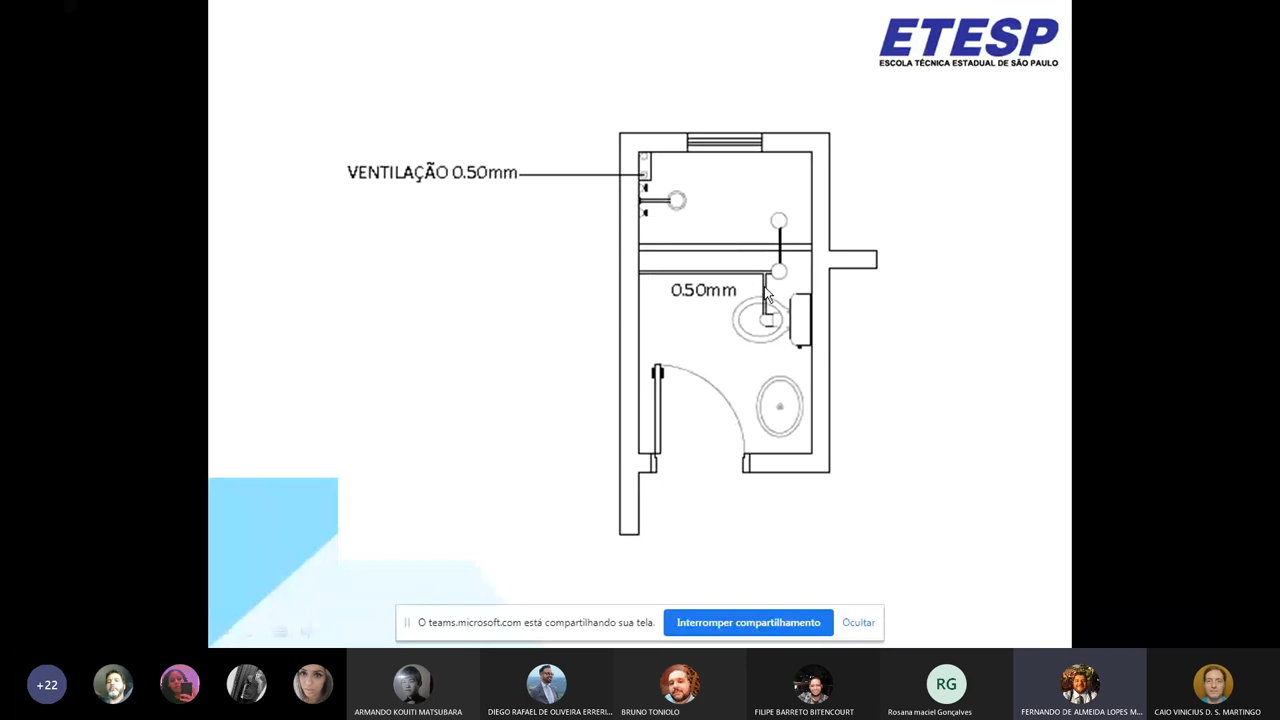 ETESP
ESCOLA TÉCNICA ESTADUAL DE SÃO PAULO
VENTILAÇÃO 0.50mm
0.50mm
O teams.microsoft.com está compartilhando sua tela.
Interromper compartilhamento
Ocultar
+22
ARMANDO KOUITI MATSUBARA
DIEGO RAFAEL DE OLIVEIRA ERRERI...
BRUNO TONIOLO
FILIPE BARRETO BITENCOURT
RG
Rosana maciel Gonçalves
FERNANDO DE ALMEIDA LOPES M...
CAIO VINICIUS D. S. MARTINGO